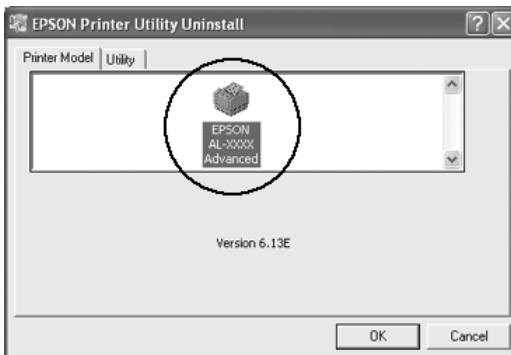 EPSON Printer Utility Uninstall
Printer Model
Utility
EPSON
AL-XXXX
Advanced
Version 6.13E
OK
Cancel